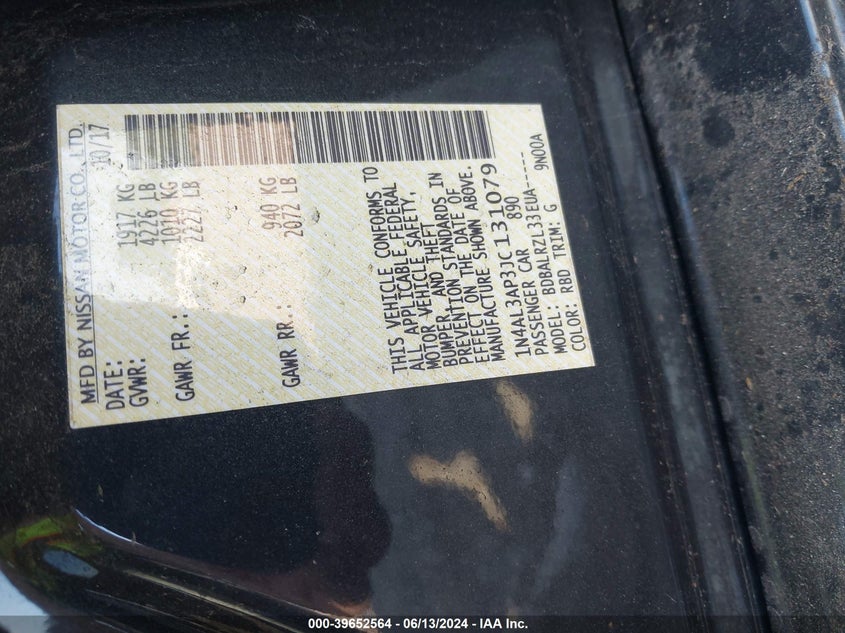 MFD BY NISSAN MOTOR CO., LTD.
DATE: 10/17
GVWR: 1917 KG
4226 LB
GAWR FR.: 1010 KG
2227 LB
GAWR RR.: 940 KG
2072 LB
THIS VEHICLE CONFORMS TO
ALL APPLICABLE FEDERAL
MOTOR VEHICLE SAFETY,
BUMPER, AND THEFT
PREVENTION STANDARDS IN
EFFECT ON THE DATE OF
MANUFACTURE SHOWN ABOVE.
1N4AL3AP3JC131079
PASSENGER CAR 890
MODEL: BDBALRZL33EUA-----
COLOR: RBD TRIM: G 9N00A
000-39652564 - 06/13/2024 - IAA Inc.